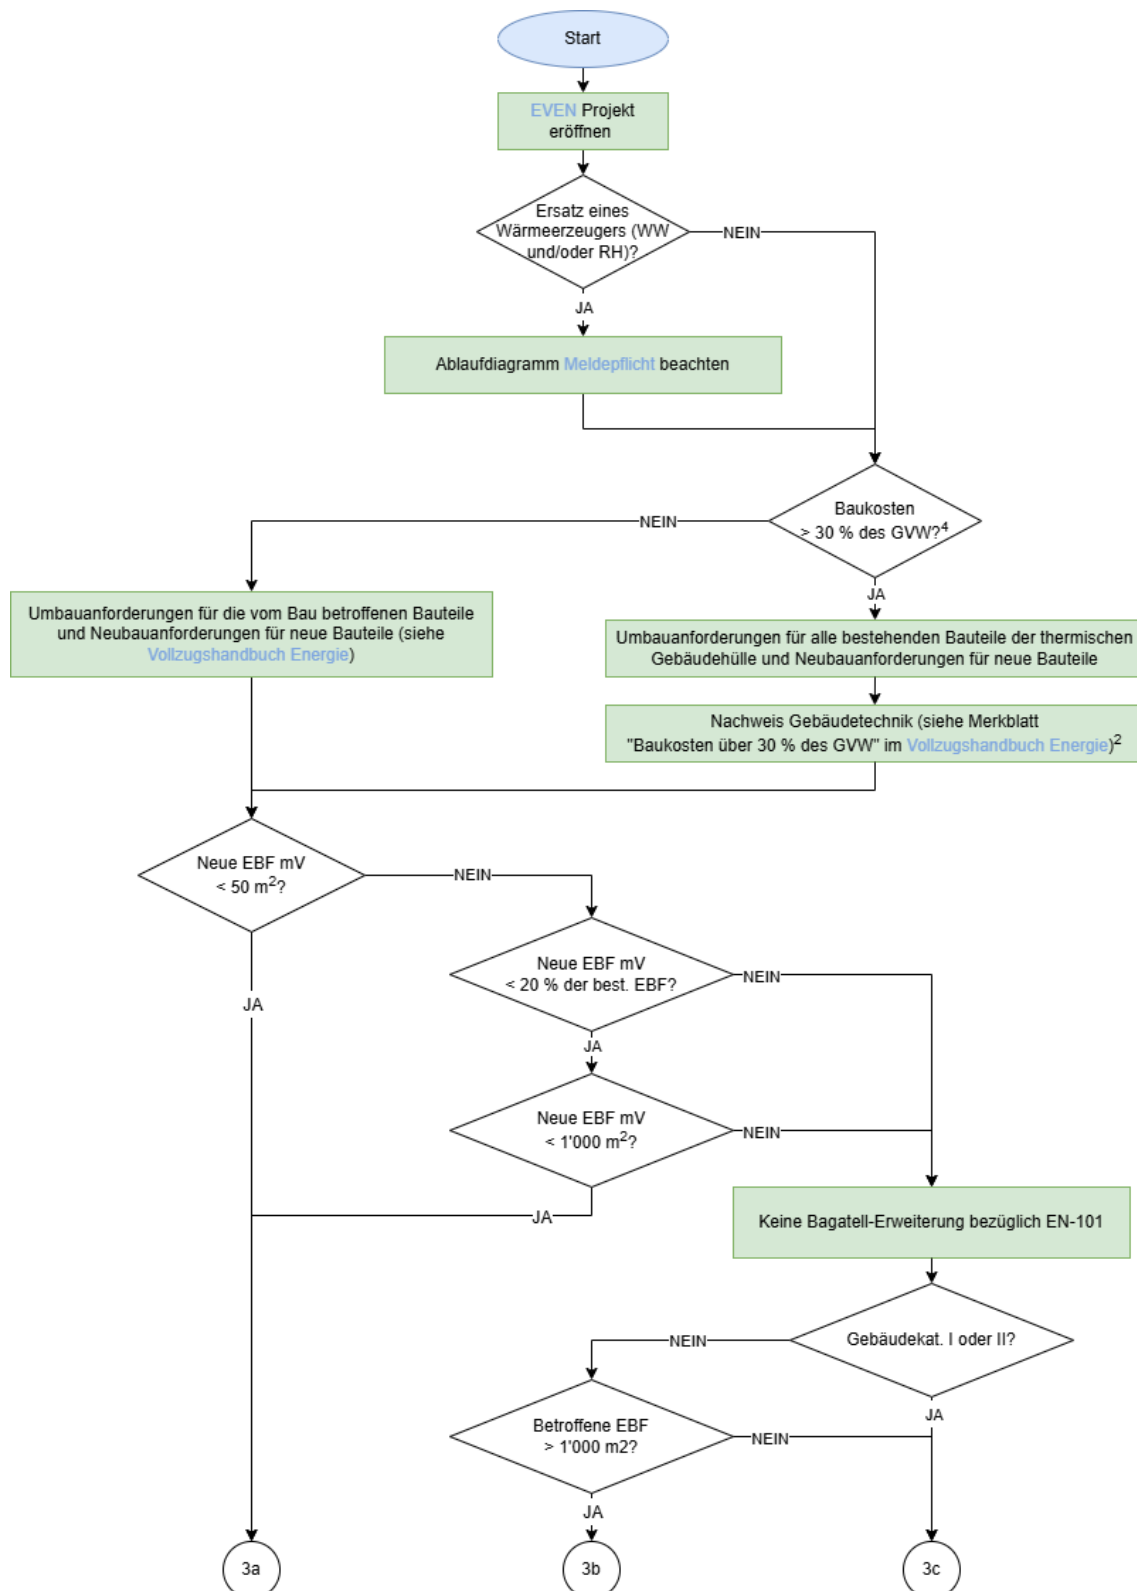 Start
EVEN Projekt
eröffnen
Ersatz eines
Wärmeerzeugers (WW
und/oder RH)?
NEIN
JA
Ablaufdiagramm Meldepflicht beachten
Baukosten
> 30 % des GVW?⁴
NEIN
JA
Umbauanforderungen für die vom Bau betroffenen Bauteile
und Neubauanforderungen für neue Bauteile (siehe
Vollzugshandbuch Energie)
Umbauanforderungen für alle bestehenden Bauteile der thermischen
Gebäudehülle und Neubauanforderungen für neue Bauteile
Nachweis Gebäudetechnik (siehe Merkblatt
"Baukosten über 30 % des GVW" im Vollzugshandbuch Energie)²
Neue EBF mV
< 50 m²?
NEIN
JA
Neue EBF mV
< 20 % der best. EBF?
NEIN
JA
Neue EBF mV
< 1'000 m²?
NEIN
JA
Keine Bagatell-Erweiterung bezüglich EN-101
Gebäudekat. I oder II?
NEIN
JA
Betroffene EBF
> 1'000 m2?
NEIN
JA
3a
3b
3c